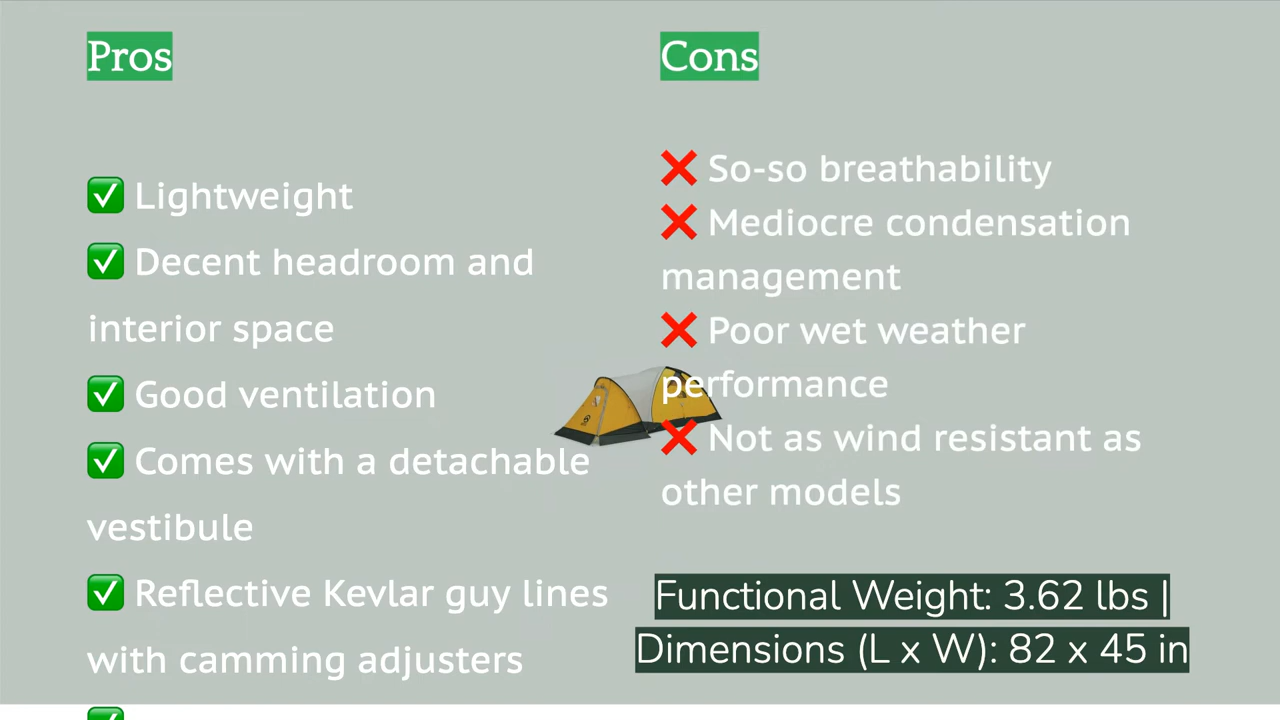 Pros
✅ Lightweight
✅ Decent headroom and
interior space
✅ Good ventilation
✅ Comes with a detachable
vestibule
✅ Reflective Kevlar guy lines
with camming adjusters
Cons
❌ So-so breathability
❌ Mediocre condensation
management
❌ Poor wet weather
performance
❌ Not as wind resistant as
other models
Functional Weight: 3.62 lbs |
Dimensions (L x W): 82 x 45 in